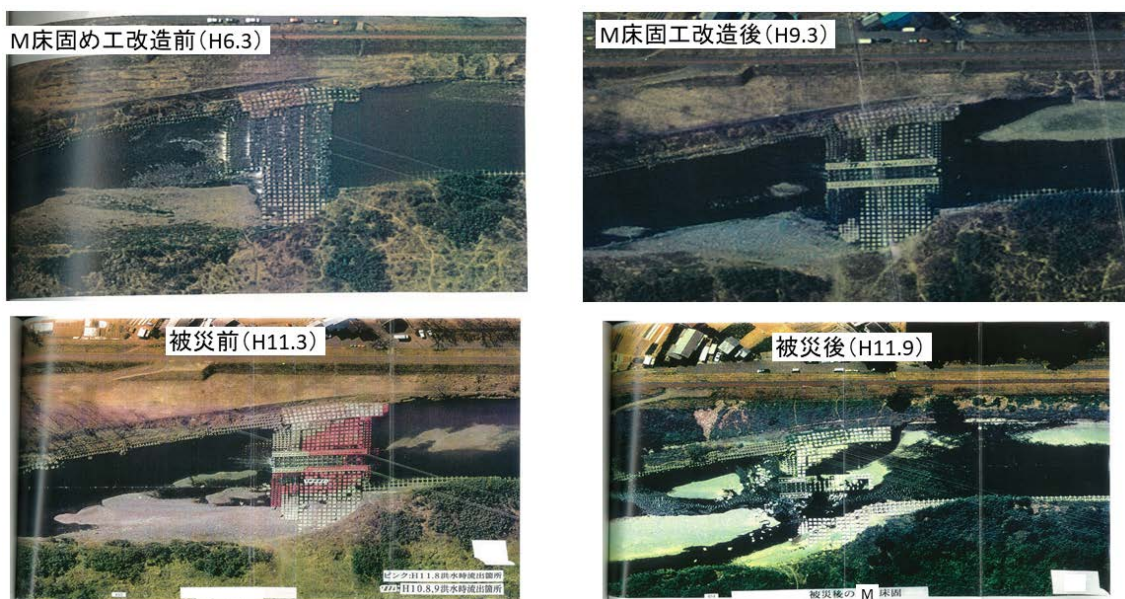 M床固め工改造前(H6.3)
M床固工改造後(H9.3)
被災前(H11.3)
被災後(H11.9)
ピンク:H11.8洪水時流出箇所
H10.8,9洪水時流出箇所
被災後の M 床固